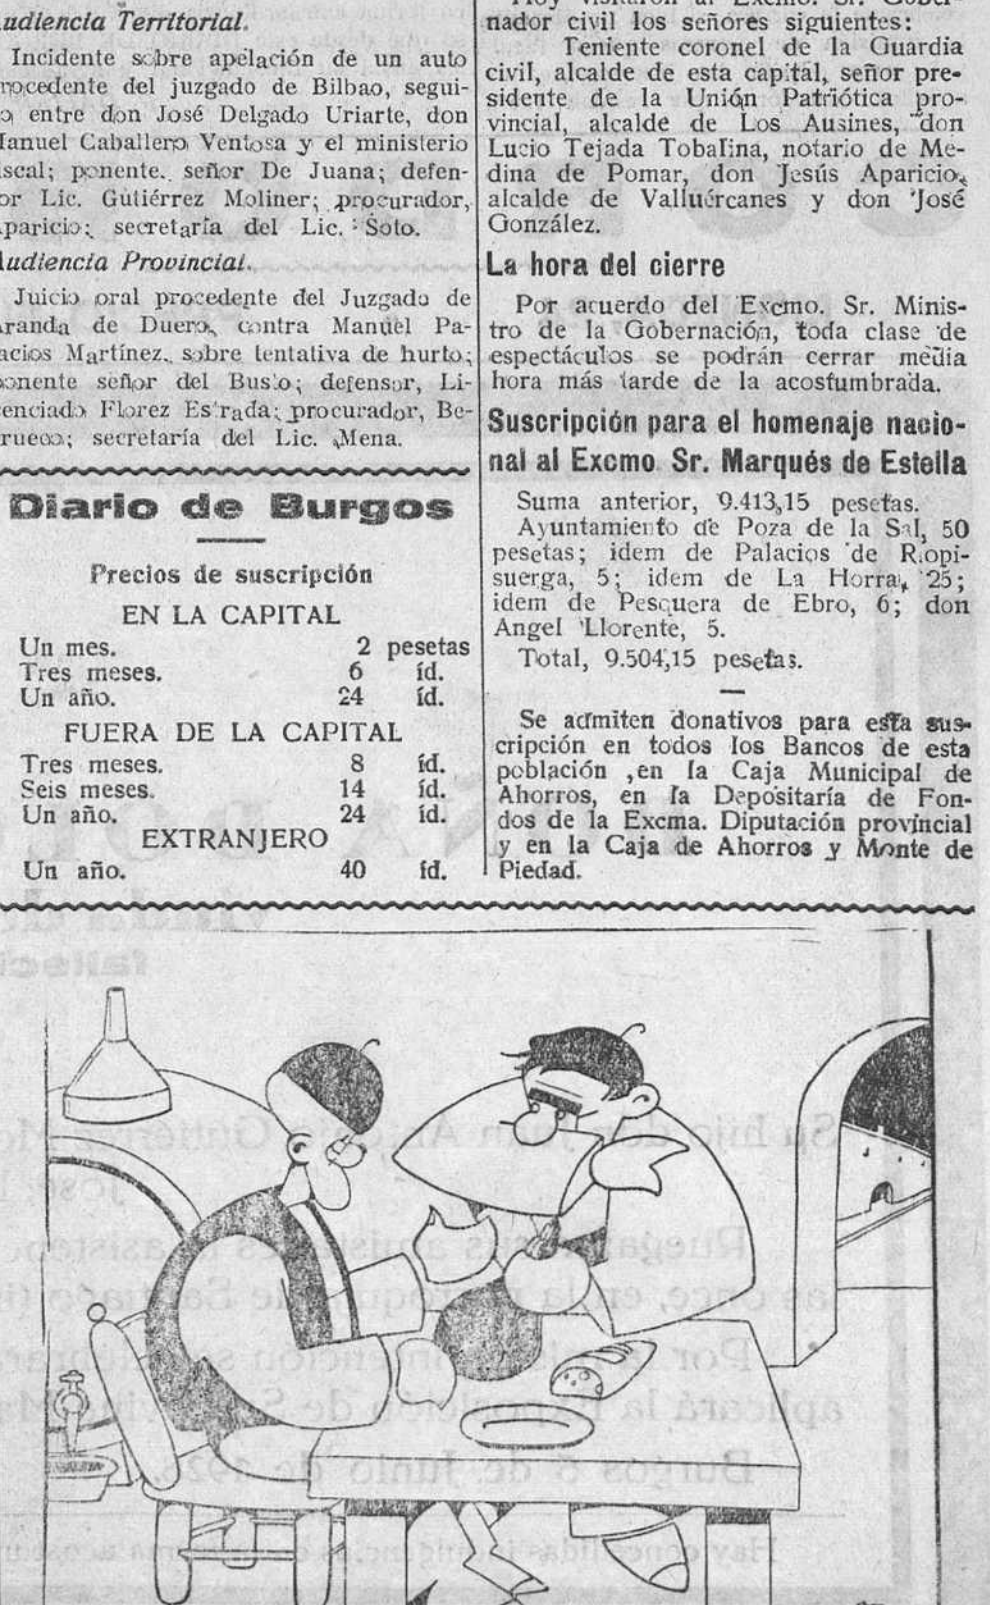 Audiencia Territorial.
Incidente sobre apelación de un auto
procedente del juzgado de Bilbao, segui-
entre don José Delgado Uriarte, don
Manuel Caballero Ventosa y el ministerio
fiscal; ponente. señor De Juana; defen-
sor Lic. Gutiérrez Moliner; procurador,
Aparicio; secretaría del Lic. Soto.
Audiencia Provincial.
Juicio oral procedente del Juzgado de
Aranda de Duero, contra Manuel Pa-
lacios Martínez, sobre tentativa de hurto;
ponente señor del Busto; defensor, Li-
cenciado Florez Estrada; procurador, Be-
rrueco; secretaría del Lic. Mena.
Diario de Burgos
Precios de suscripción
EN LA CAPITAL
Un mes. 2 pesetas
Tres meses. 6 íd.
Un año. 24 íd.
FUERA DE LA CAPITAL
Tres meses. 8 íd.
Seis meses. 14 íd.
Un año. 24 íd.
EXTRANJERO
Un año. 40 íd.
Hoy visitaron al Excmo. Sr. Gober-
nador civil los señores siguientes:
Teniente coronel de la Guardia
civil, alcalde de esta capital, señor pre-
sidente de la Unión Patriótica pro-
vincial, alcalde de Los Ausines, don
Lucio Tejada Tobalina, notario de Me-
dina de Pomar, don Jesús Aparicio,
alcalde de Valluércanes y don José
González.
La hora del cierre
Por acuerdo del Excmo. Sr. Minis-
tro de la Gobernación, toda clase de
espectáculos se podrán cerrar media
hora más tarde de la acostumbrada.
Suscripción para el homenaje nacio-
nal al Excmo. Sr. Marqués de Estella
Suma anterior, 9.413,15 pesetas.
Ayuntamiento de Poza de la Sal, 50
pesetas; idem de Palacios de Riopi-
suerga, 5; idem de La Horra, 25;
idem de Pesquera de Ebro, 6; don
Angel Llorente, 5.
Total, 9.504,15 pesetas.
Se admiten donativos para esta sus-
cripción en todos los Bancos de esta
población ,en la Caja Municipal de
Ahorros, en la Depositaría de Fon-
dos de la Excma. Diputación provincial
y en la Caja de Ahorros y Monte de
Piedad.